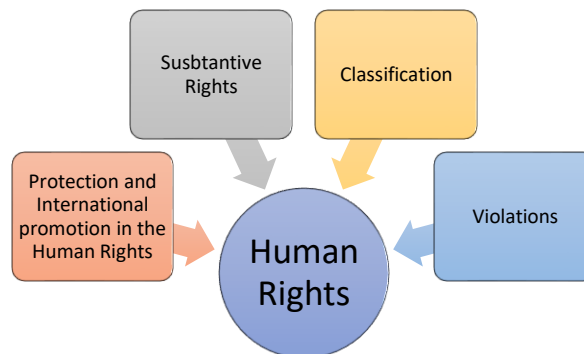 Susbtantive
Rights
Classification
Protection and
International
promotion in the
Human Rights
Violations
Human
Rights